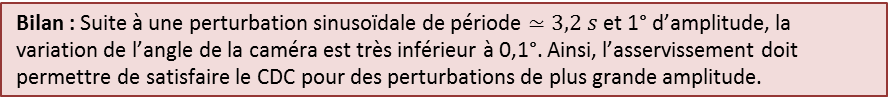 Bilan : Suite à une perturbation sinusoïdale de période ≃ 3,2 s et 1° d’amplitude, la
variation de l’angle de la caméra est très inférieur à 0,1°. Ainsi, l’asservissement doit
permettre de satisfaire le CDC pour des perturbations de plus grande amplitude.